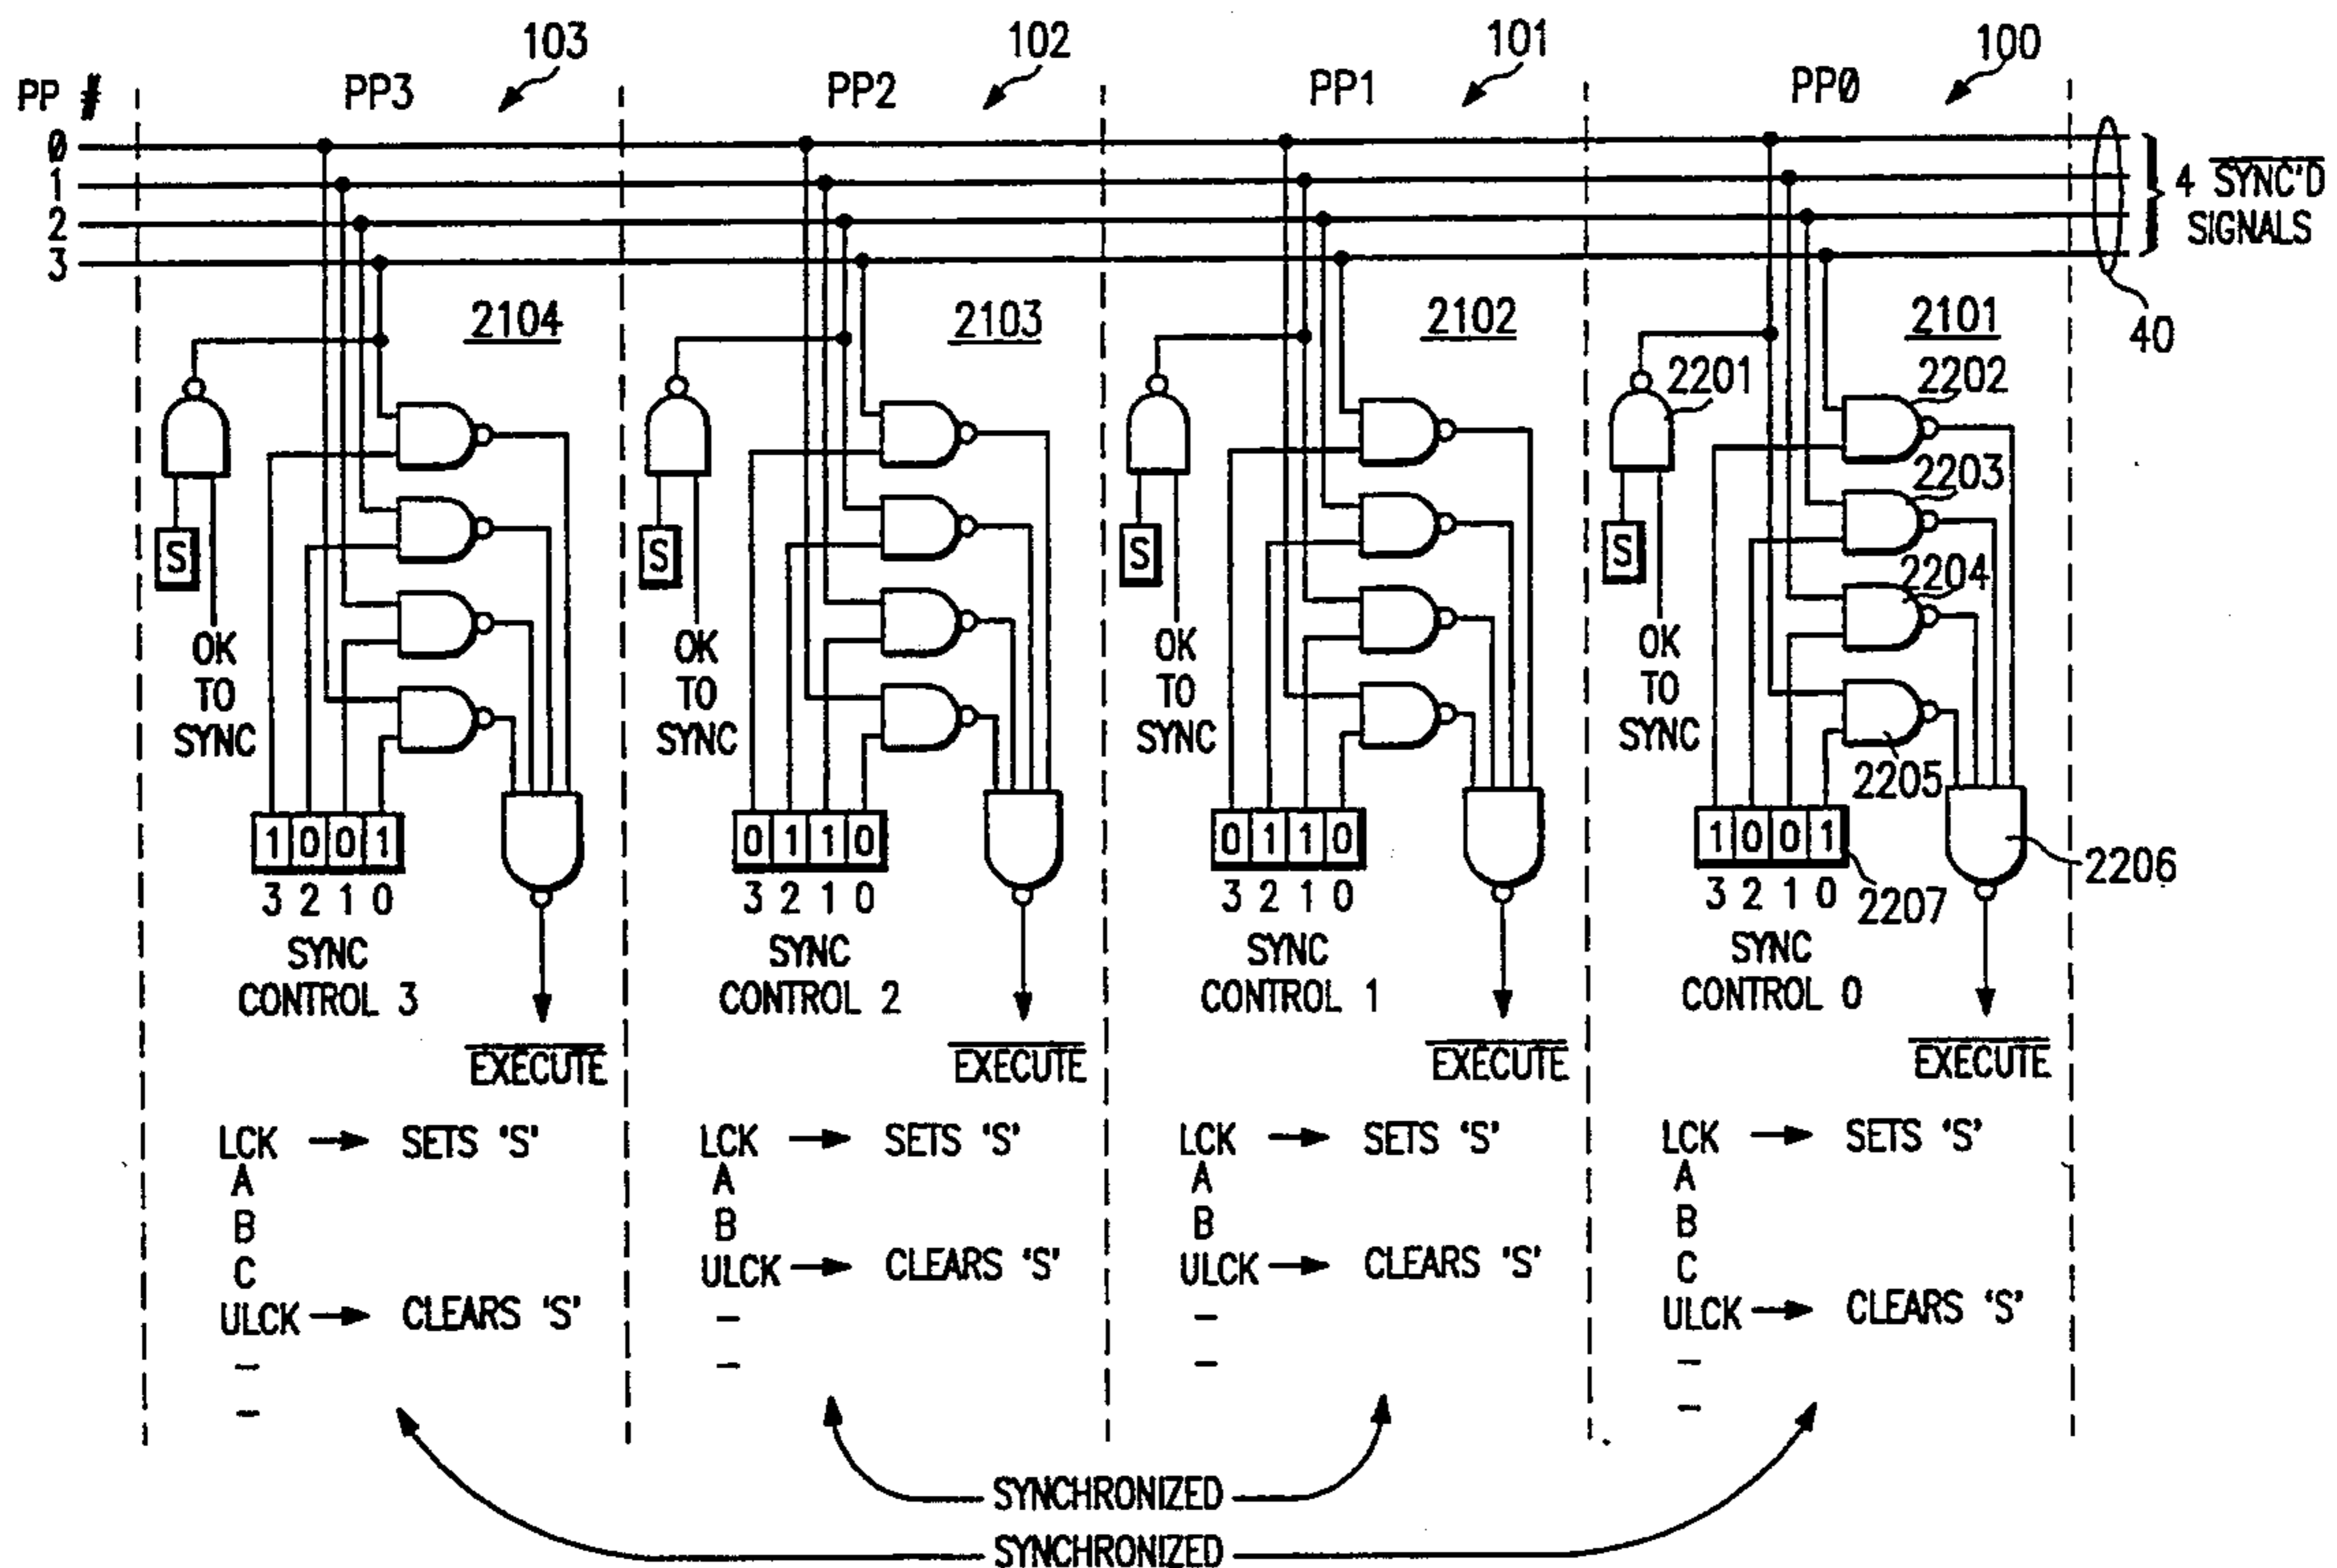 103 102 101 100
PP # PP3 PP2 PP1 PP0
0
1
2
3
4 SYNC'D
SIGNALS
40
2104 2103 2102 2101
2201 2202
2203
2204
2205
2206
2207
S S S S
OK OK OK OK
TO TO TO TO
SYNC SYNC SYNC SYNC
1 0 0 1 0 1 1 0 0 1 1 0 1 0 0 1
3 2 1 0 3 2 1 0 3 2 1 0 3 2 1 0
SYNC SYNC SYNC SYNC
CONTROL 3 CONTROL 2 CONTROL 1 CONTROL 0
EXECUTE EXECUTE EXECUTE EXECUTE
LCK → SETS 'S' LCK → SETS 'S' LCK → SETS 'S' LCK → SETS 'S'
A A A A
B B B B
C ULCK → CLEARS 'S' ULCK → CLEARS 'S' C
ULCK → CLEARS 'S' – – ULCK → CLEARS 'S'
– – – –
– –
SYNCHRONIZED
SYNCHRONIZED